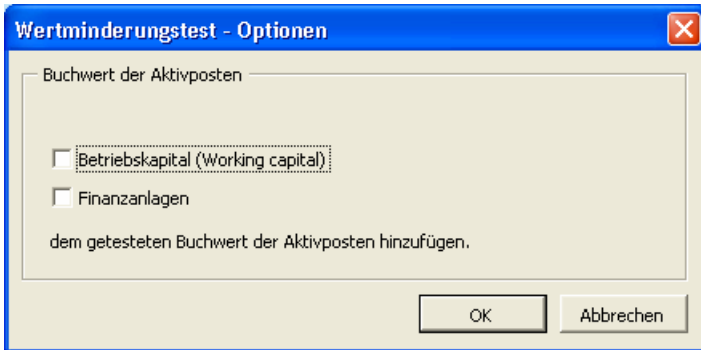 Wertminderungstest - Optionen
Buchwert der Aktivposten
Betriebskapital (Working capital)
Finanzanlagen
dem getesteten Buchwert der Aktivposten hinzufügen.
OK Abbrechen